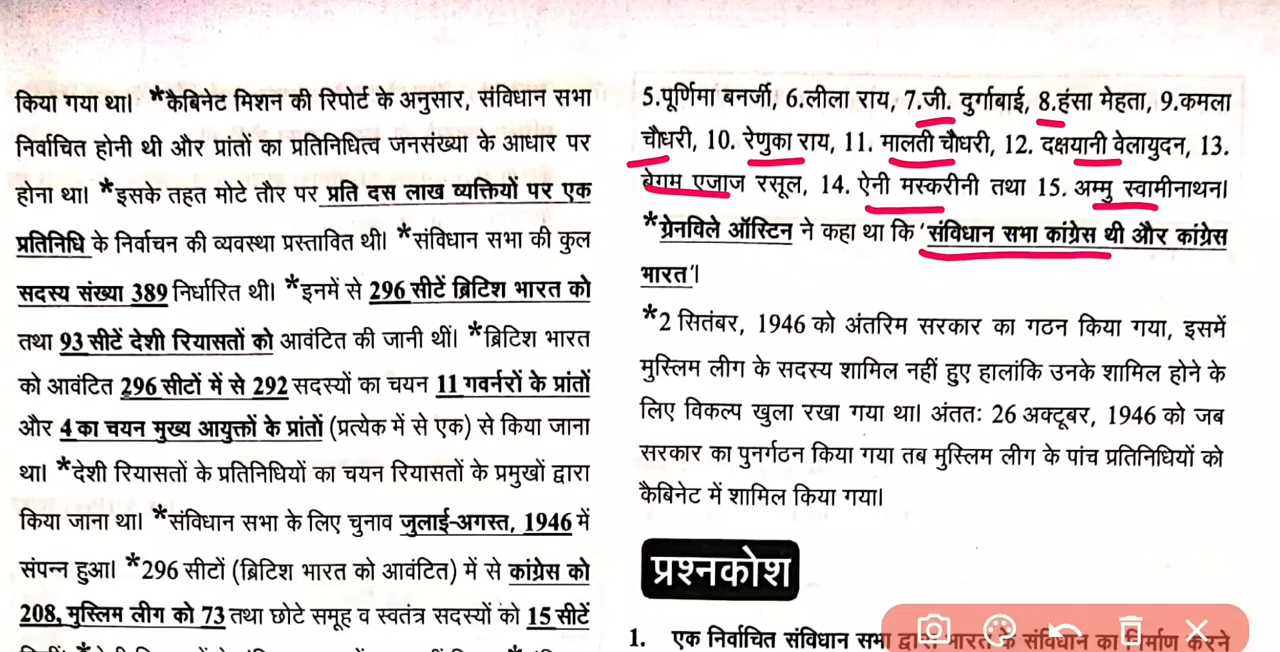 किया गया था। *कैबिनेट मिशन की रिपोर्ट के अनुसार, संविधान सभा
निर्वाचित होनी थी और प्रांतों का प्रतिनिधित्व जनसंख्या के आधार पर
होना था। *इसके तहत मोटे तौर पर प्रति दस लाख व्यक्तियों पर एक
प्रतिनिधि के निर्वाचन की व्यवस्था प्रस्तावित थी। *संविधान सभा की कुल
सदस्य संख्या 389 निर्धारित थी। *इनमें से 296 सीटें ब्रिटिश भारत को
तथा 93 सीटें देशी रियासतों को आवंटित की जानी थीं। *ब्रिटिश भारत
को आवंटित 296 सीटों में से 292 सदस्यों का चयन 11 गवर्नरों के प्रांतों
और 4 का चयन मुख्य आयुक्तों के प्रांतों (प्रत्येक में से एक) से किया जाना
था। *देशी रियासतों के प्रतिनिधियों का चयन रियासतों के प्रमुखों द्वारा
किया जाना था। *संविधान सभा के लिए चुनाव जुलाई-अगस्त, 1946 में
संपन्न हुआ। *296 सीटों (ब्रिटिश भारत को आवंटित) में से कांग्रेस को
208, मुस्लिम लीग को 73 तथा छोटे समूह व स्वतंत्र सदस्यों को 15 सीटें
5.पूर्णिमा बनर्जी, 6.लीला राय, 7.जी. दुर्गाबाई, 8.हंसा मेहता, 9.कमला
चौधरी, 10. रेणुका राय, 11. मालती चौधरी, 12. दक्षयानी वेलायुदन, 13.
बेगम एजाज रसूल, 14. ऐनी मस्करीनी तथा 15. अम्मु स्वामीनाथन।
*ग्रेनविले ऑस्टिन ने कहा था कि 'संविधान सभा कांग्रेस थी और कांग्रेस
भारत'।
*2 सितंबर, 1946 को अंतरिम सरकार का गठन किया गया, इसमें
मुस्लिम लीग के सदस्य शामिल नहीं हुए हालांकि उनके शामिल होने के
लिए विकल्प खुला रखा गया था। अंततः 26 अक्टूबर, 1946 को जब
सरकार का पुनर्गठन किया गया तब मुस्लिम लीग के पांच प्रतिनिधियों को
कैबिनेट में शामिल किया गया।
प्रश्नकोश
1. एक निर्वाचित संविधान सभा द्वारा भारत के संविधान का निर्माण करने